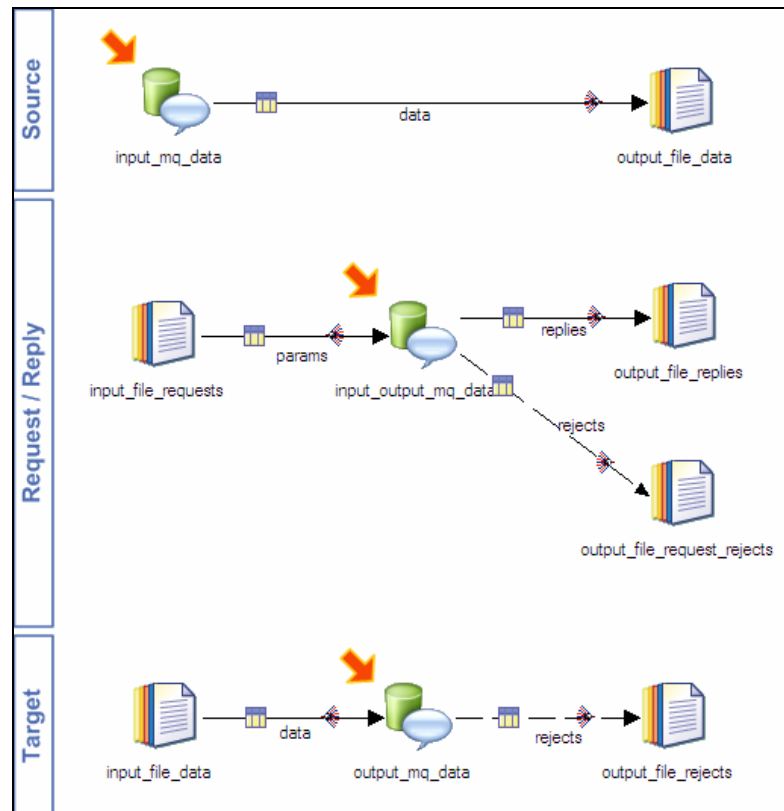 Source
input_mq_data
data
output_file_data
Request / Reply
input_file_requests
params
input_output_mq_data
replies
output_file_replies
rejects
output_file_request_rejects
Target
input_file_data
data
output_mq_data
rejects
output_file_rejects